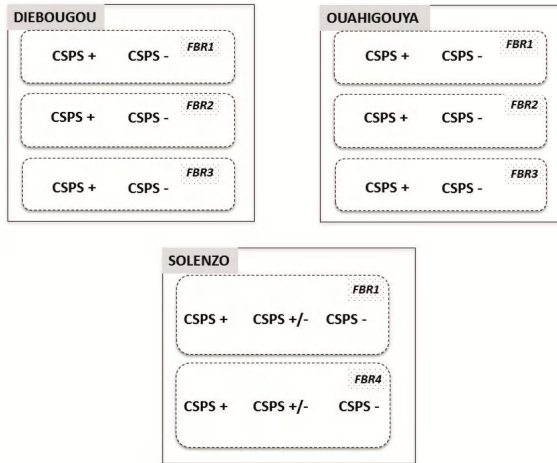 DIEBOUGOU
FBR1
CSPS + CSPS -
FBR2
CSPS + CSPS -
FBR3
CSPS + CSPS -
OUAHIGOUYA
FBR1
CSPS + CSPS -
FBR2
CSPS + CSPS -
FBR3
CSPS + CSPS -
SOLENZO
FBR1
CSPS + CSPS +/- CSPS -
FBR4
CSPS + CSPS +/- CSPS -